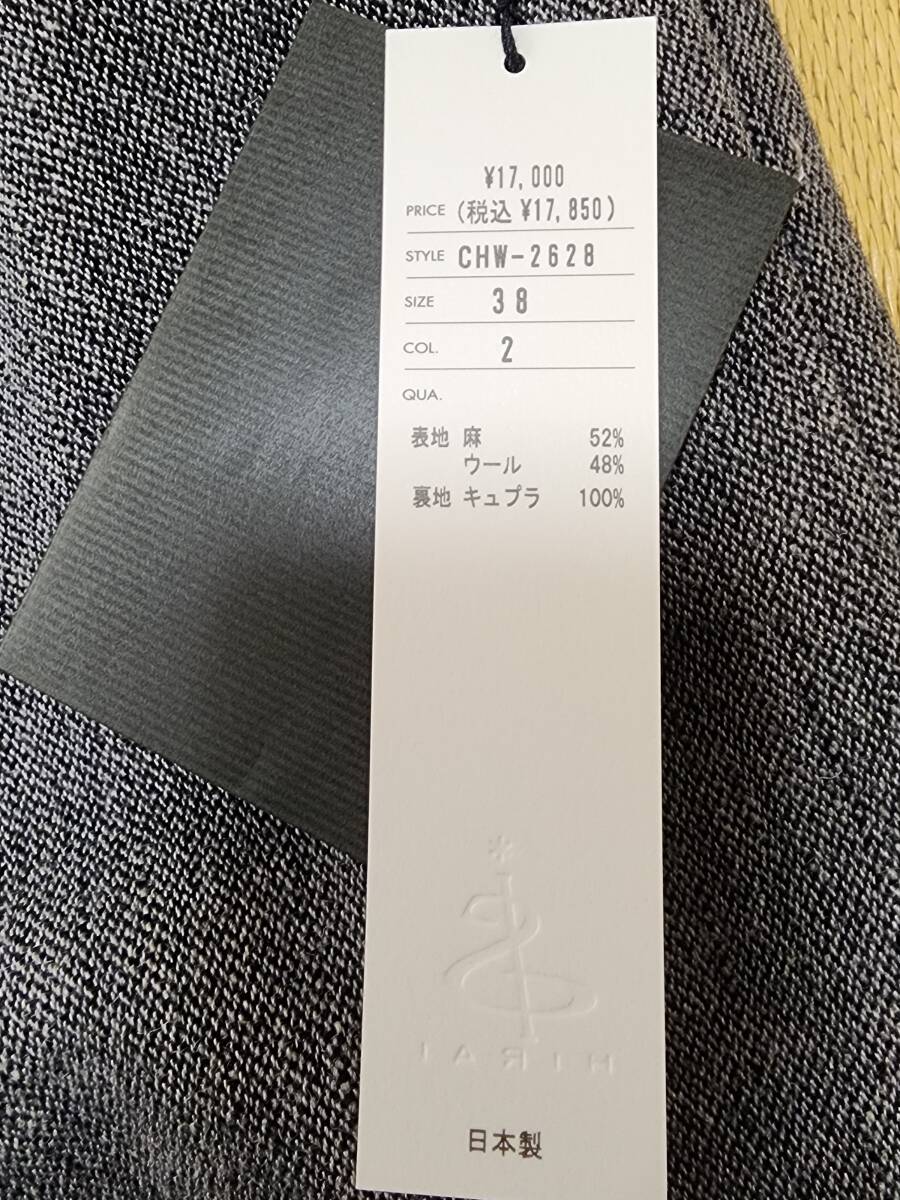 ¥17,000
PRICE (税込 ¥17,850)
STYLE CHW-2628
SIZE 38
COL. 2
QUA.
表地 麻 52%
ウール 48%
裏地 キュプラ 100%
HIRAI
日本製